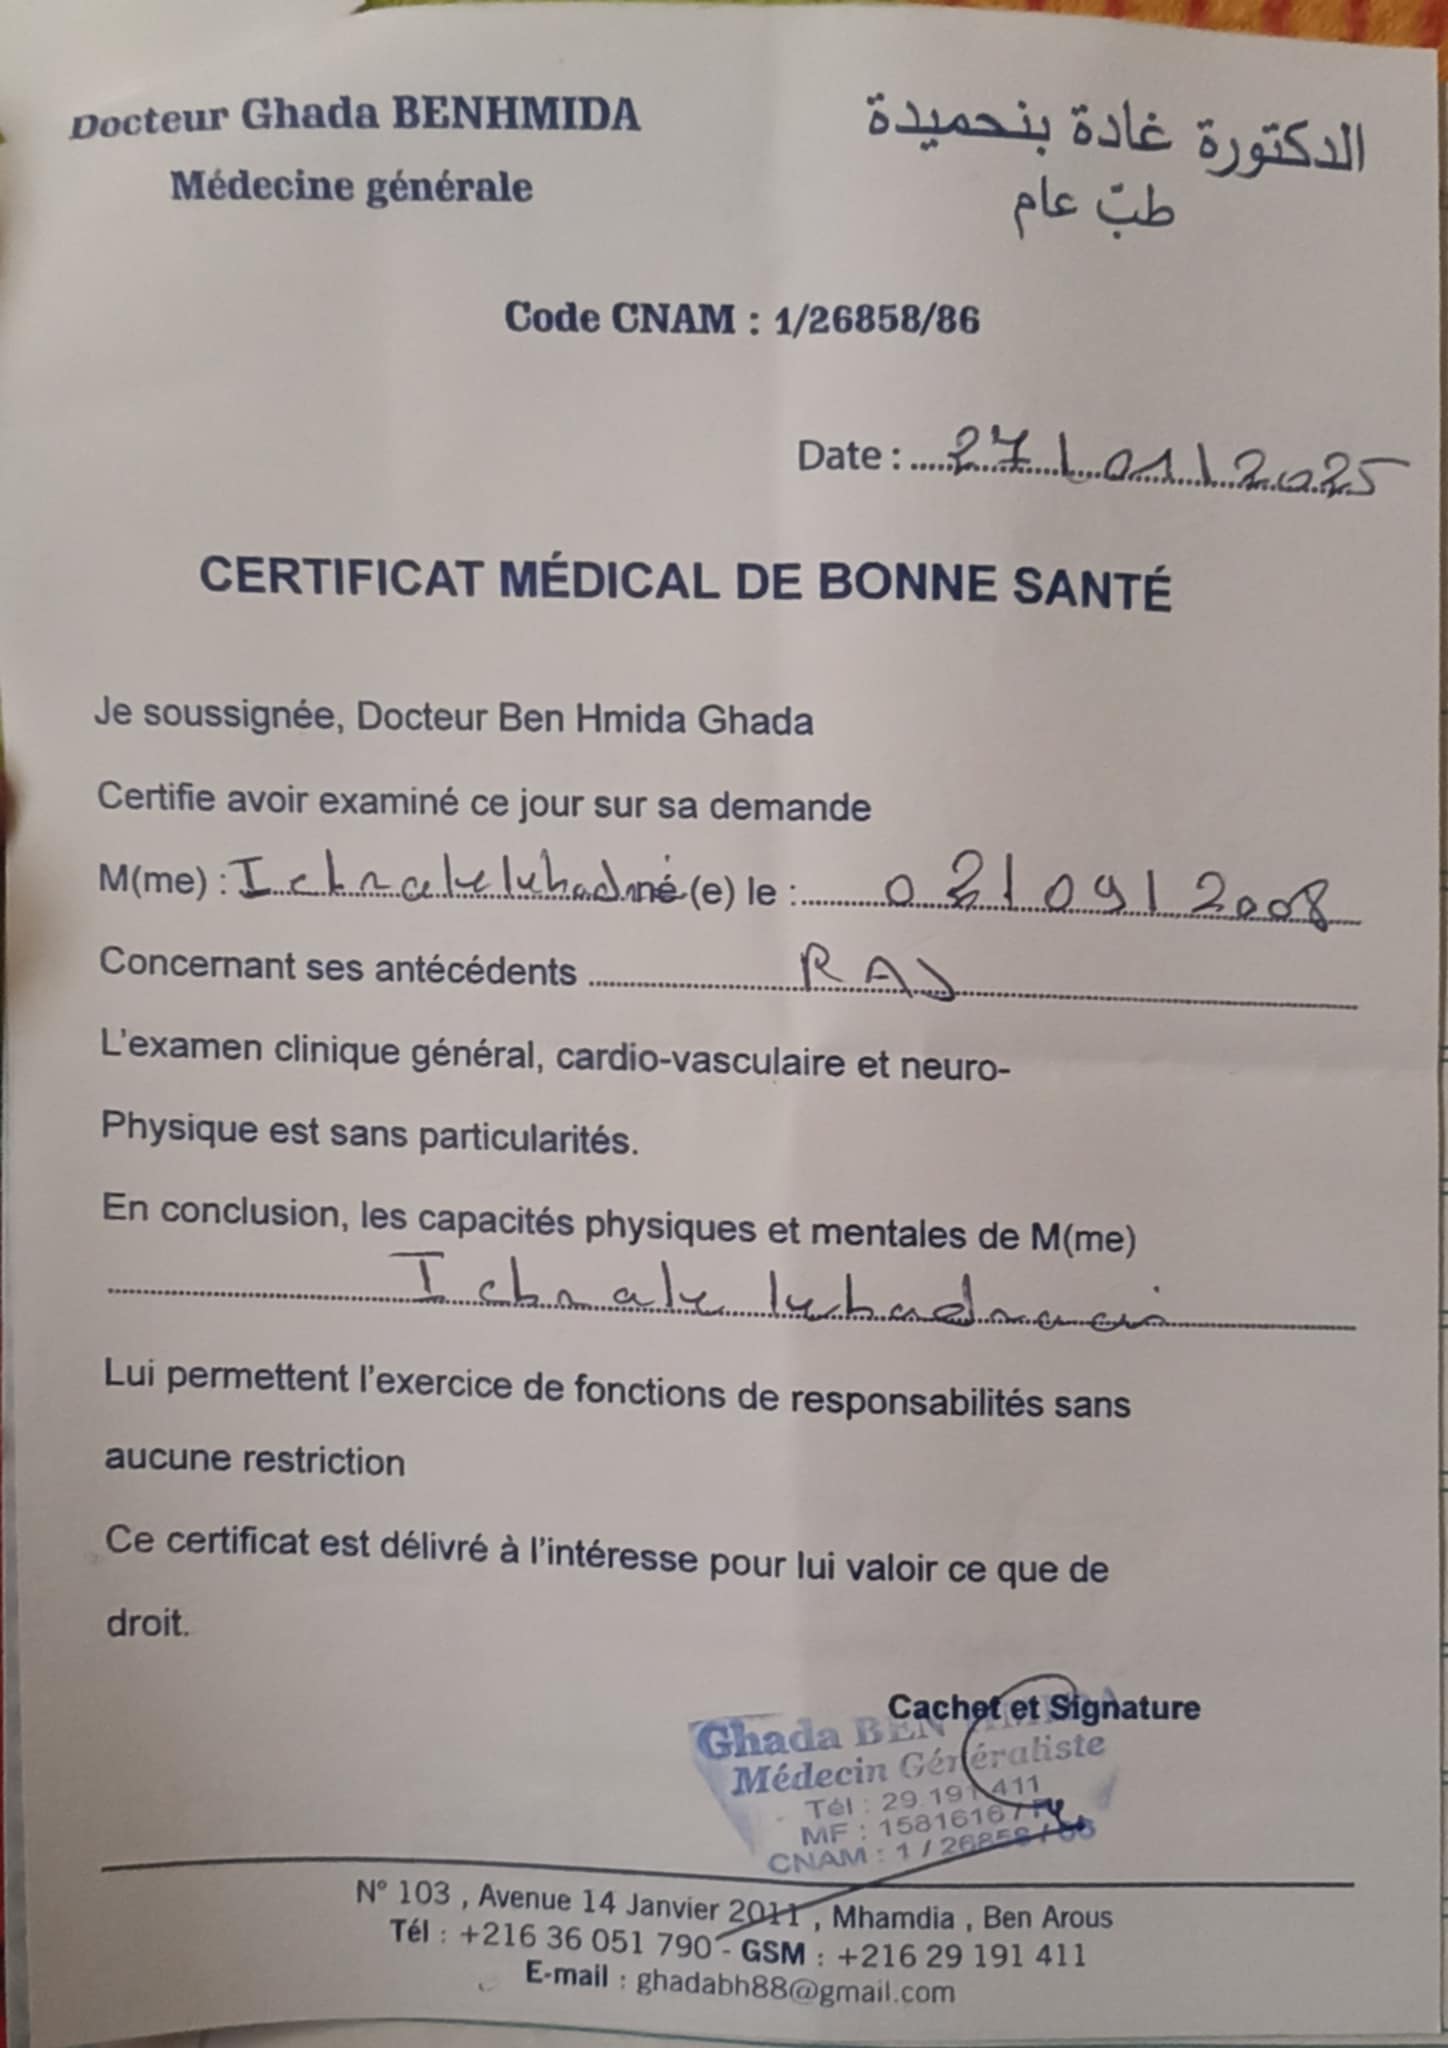 Docteur Ghada BENHMIDA
Médecine générale
الدكتورة غادة بنحميدة
طبّ عام
Code CNAM : 1/26858/86
Date : 27/01/2025
CERTIFICAT MÉDICAL DE BONNE SANTÉ
Je soussignée, Docteur Ben Hmida Ghada
Certifie avoir examiné ce jour sur sa demande
M(me) : né(e) le : 02/09/2008
Concernant ses antécédents RAS
L'examen clinique général, cardio-vasculaire et neuro-
Physique est sans particularités.
En conclusion, les capacités physiques et mentales de M(me)
Lui permettent l'exercice de fonctions de responsabilités sans
aucune restriction
Ce certificat est délivré à l'intéresse pour lui valoir ce que de
droit.
Cachet et Signature
Ghada BEN HMIDA
Médecin Généraliste
Tél : 29 191 411
MF : 1581616 /
CNAM : 1 / 26858 / 86
N° 103 , Avenue 14 Janvier 2011 , Mhamdia , Ben Arous
Tél : +216 36 051 790 - GSM : +216 29 191 411
E-mail : ghadabh88@gmail.com